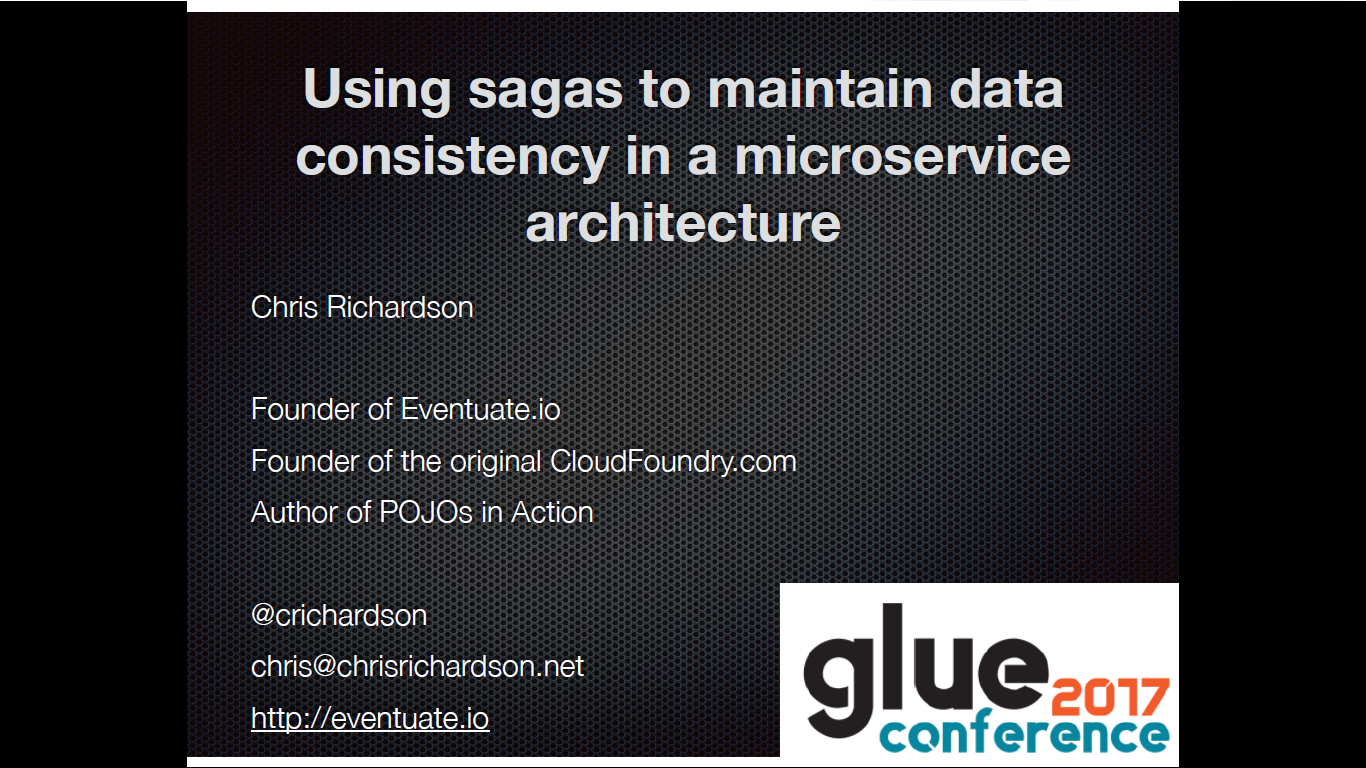 Using sagas to maintain data
consistency in a microservice
architecture
Chris Richardson
Founder of Eventuate.io
Founder of the original CloudFoundry.com
Author of POJOs in Action
@crichardson
chris@chrisrichardson.net
http://eventuate.io
glue 2017
conference